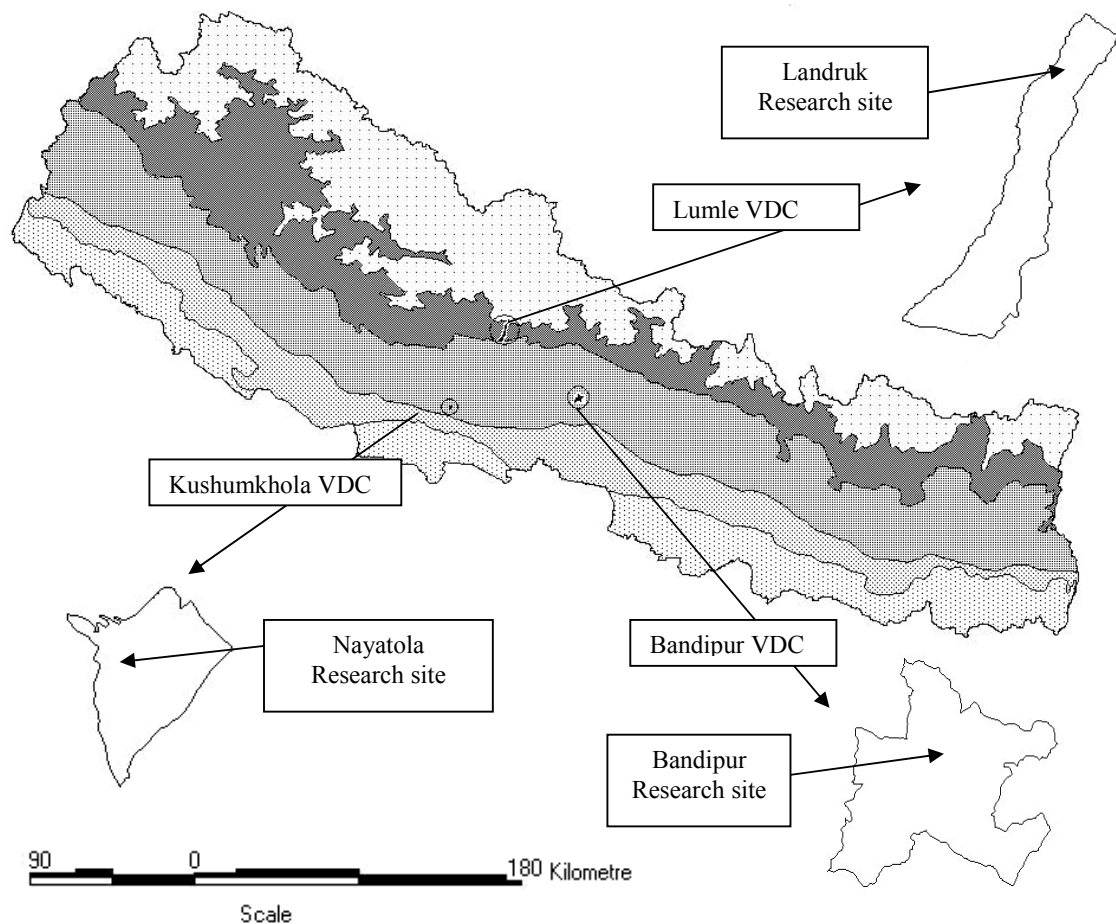 Landruk
Research site
Lumle VDC
Kushumkhola VDC
Nayatola
Research site
Bandipur VDC
Bandipur
Research site
90 0 180 Kilometre
Scale